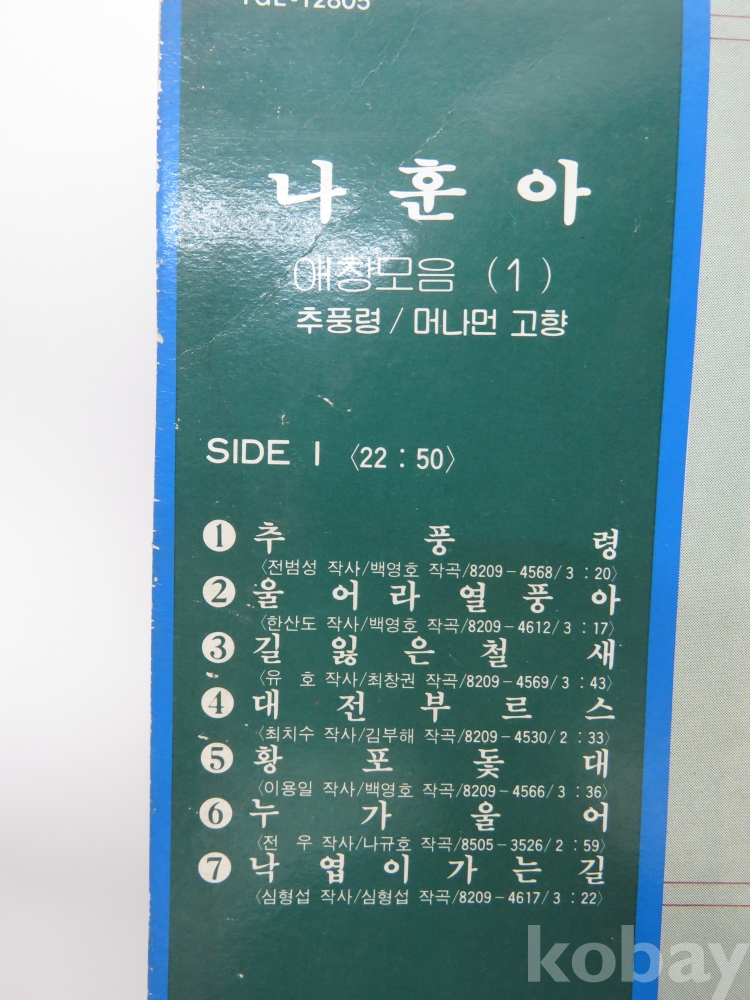 YGL-12805
나훈아
애창모음 (1)
추풍령 / 머나먼 고향
SIDE I 〈22 : 50〉
❶ 추풍령
〈전범성 작사/백영호 작곡/8209-4568/3 : 20〉
❷ 울어라 열풍아
〈한산도 작사/백영호 작곡/8209-4612/3 : 17〉
❸ 길잃은 철새
〈유 호 작사/최창권 작곡/8209-4569/3 : 43〉
❹ 대전부르스
〈최치수 작사/김부해 작곡/8209-4530/2 : 33〉
❺ 황포돛대
〈이용일 작사/백영호 작곡/8209-4566/3 : 36〉
❻ 누가울어
〈전 우 작사/나규호 작곡/8505-3526/2 : 59〉
❼ 낙엽이가는길
〈심형섭 작사/심형섭 작곡/8209-4617/3 : 22〉
kobay